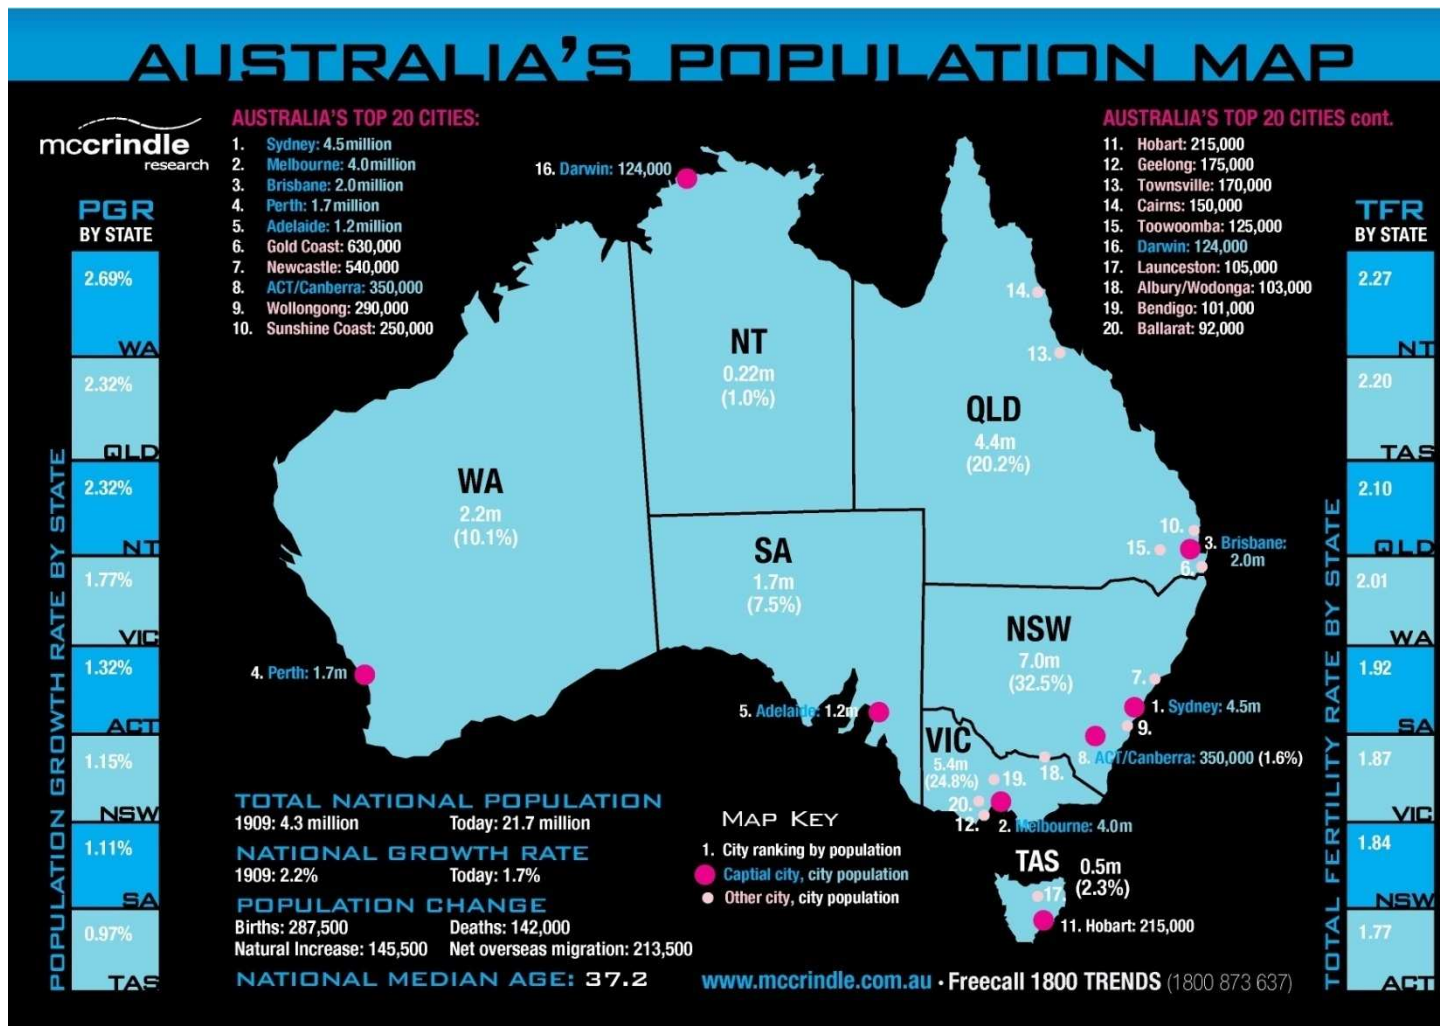 AUSTRALIA'S POPULATION MAP
mccrindle
research
AUSTRALIA'S TOP 20 CITIES:
1. Sydney: 4.5million
2. Melbourne: 4.0million
3. Brisbane: 2.0million
4. Perth: 1.7million
5. Adelaide: 1.2million
6. Gold Coast: 630,000
7. Newcastle: 540,000
8. ACT/Canberra: 350,000
9. Wollongong: 290,000
10. Sunshine Coast: 250,000
AUSTRALIA'S TOP 20 CITIES cont.
11. Hobart: 215,000
12. Geelong: 175,000
13. Townsville: 170,000
14. Cairns: 150,000
15. Toowoomba: 125,000
16. Darwin: 124,000
17. Launceston: 105,000
18. Albury/Wodonga: 103,000
19. Bendigo: 101,000
20. Ballarat: 92,000
PGR
BY STATE
POPULATION GROWTH RATE BY STATE
2.69%
WA
2.32%
QLD
2.32%
NT
1.77%
VIC
1.32%
ACT
1.15%
NSW
1.11%
SA
0.97%
TAS
16. Darwin: 124,000
14.
13.
NT
0.22m
(1.0%)
QLD
4.4m
(20.2%)
WA
2.2m
(10.1%)
SA
1.7m
(7.5%)
10.
15.
3. Brisbane:
2.0m
6.
NSW
7.0m
(32.5%)
4. Perth: 1.7m
7.
5. Adelaide: 1.2m
1. Sydney: 4.5m
9.
VIC
5.4m
(24.8%)
8. ACT/Canberra: 350,000 (1.6%)
18.
19.
20.
12.
2. Melbourne: 4.0m
TAS
0.5m
(2.3%)
17.
11. Hobart: 215,000
TOTAL NATIONAL POPULATION
1909: 4.3 million Today: 21.7 million
NATIONAL GROWTH RATE
1909: 2.2% Today: 1.7%
POPULATION CHANGE
Births: 287,500 Deaths: 142,000
Natural Increase: 145,500 Net overseas migration: 213,500
NATIONAL MEDIAN AGE: 37.2
MAP KEY
1. City ranking by population
Captial city, city population
Other city, city population
www.mccrindle.com.au • Freecall 1800 TRENDS (1800 873 637)
TFR
BY STATE
TOTAL FERTILITY RATE BY STATE
2.27
NT
2.20
TAS
2.10
QLD
2.01
WA
1.92
SA
1.87
VIC
1.84
NSW
1.77
ACT